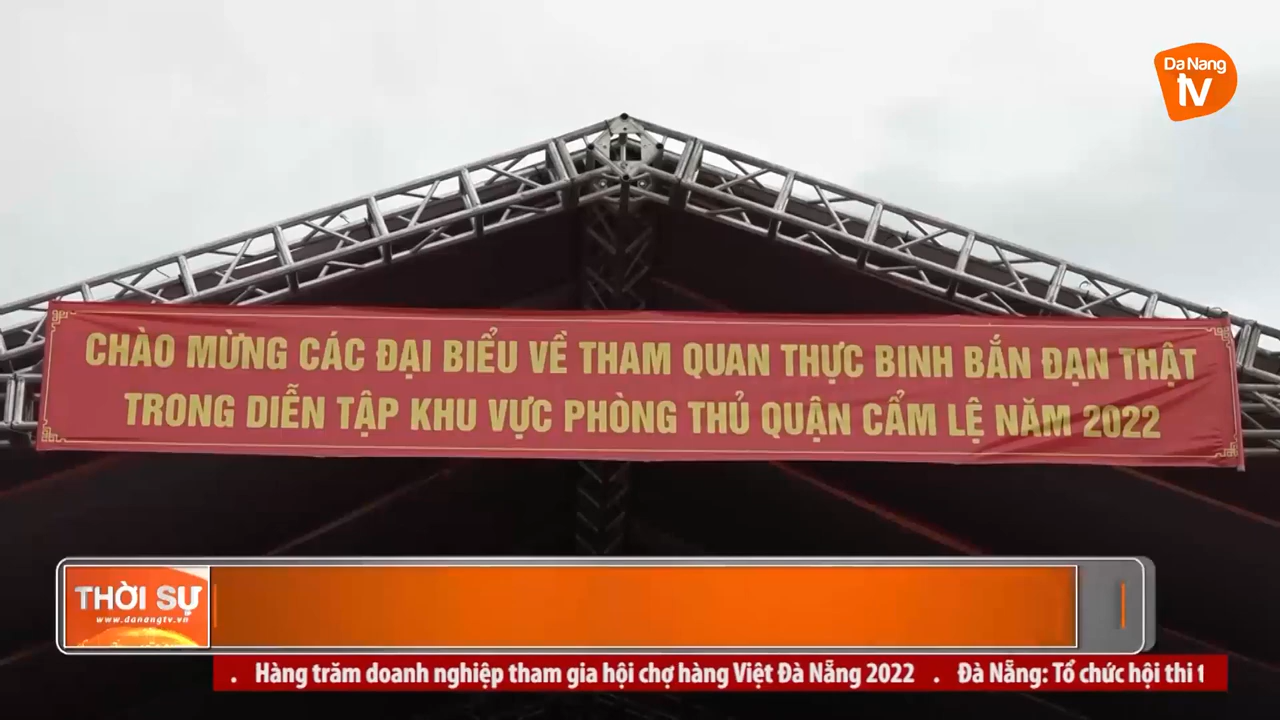 Da Nang
tv
CHÀO MỪNG CÁC ĐẠI BIỂU VỀ THAM QUAN THỰC BINH BẮN ĐẠN THẬT
TRONG DIỄN TẬP KHU VỰC PHÒNG THỦ QUẬN CẨM LỆ NĂM 2022
THỜI SỰ
www.danangtv.vn
. Hàng trăm doanh nghiệp tham gia hội chợ hàng Việt Đà Nẵng 2022 . Đà Nẵng: Tổ chức hội thi t